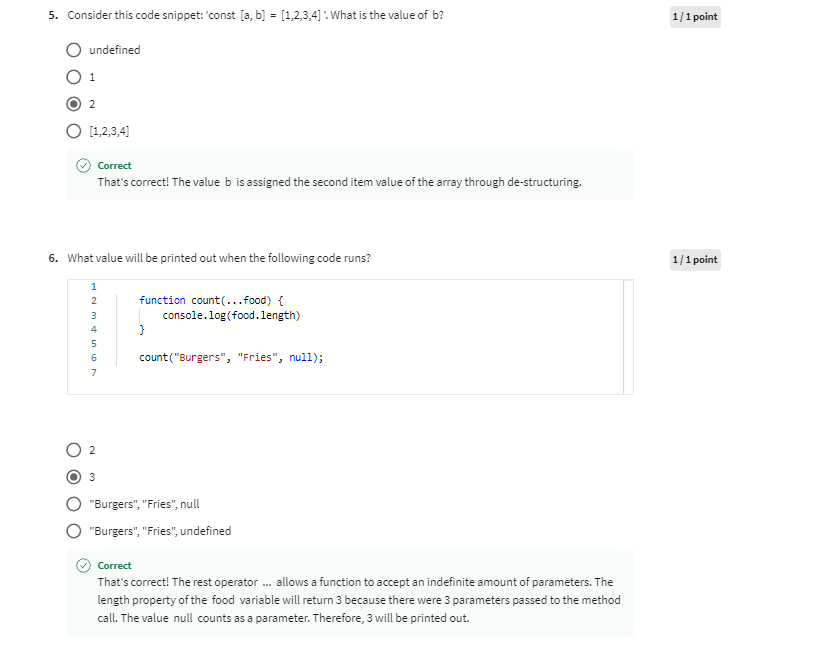 5. Consider this code snippet: 'const [a, b] = [1,2,3,4] '. What is the value of b?
1 / 1 point
undefined
1
2
[1,2,3,4]
Correct
That's correct! The value b is assigned the second item value of the array through de-structuring.
6. What value will be printed out when the following code runs?
1 / 1 point
1
2 function count(...food) {
3 console.log(food.length)
4 }
5
6 count("Burgers", "Fries", null);
7
2
3
"Burgers", "Fries", null
"Burgers", "Fries", undefined
Correct
That's correct! The rest operator ... allows a function to accept an indefinite amount of parameters. The
length property of the food variable will return 3 because there were 3 parameters passed to the method
call. The value null counts as a parameter. Therefore, 3 will be printed out.